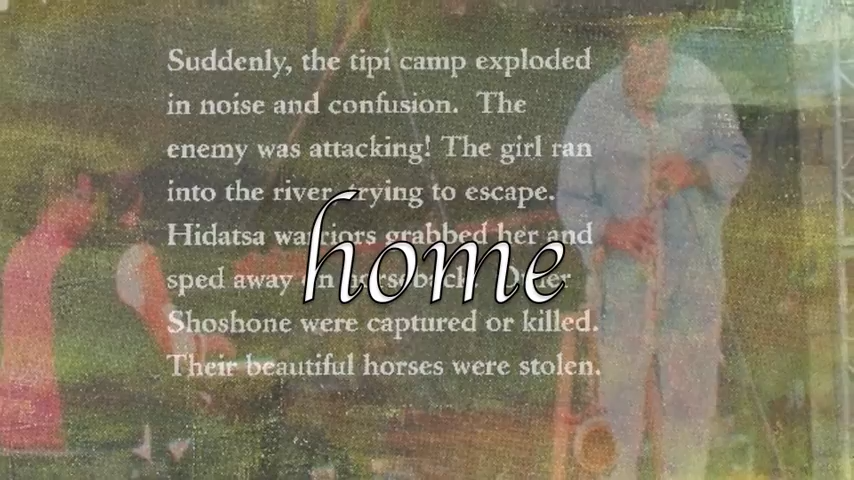 Suddenly, the tipi camp exploded
in noise and confusion. The
enemy was attacking! The girl ran
into the river trying to escape.
Hidatsa warriors grabbed her and
home
sped away on horseback. Other
Shoshone were captured or killed.
Their beautiful horses were stolen.